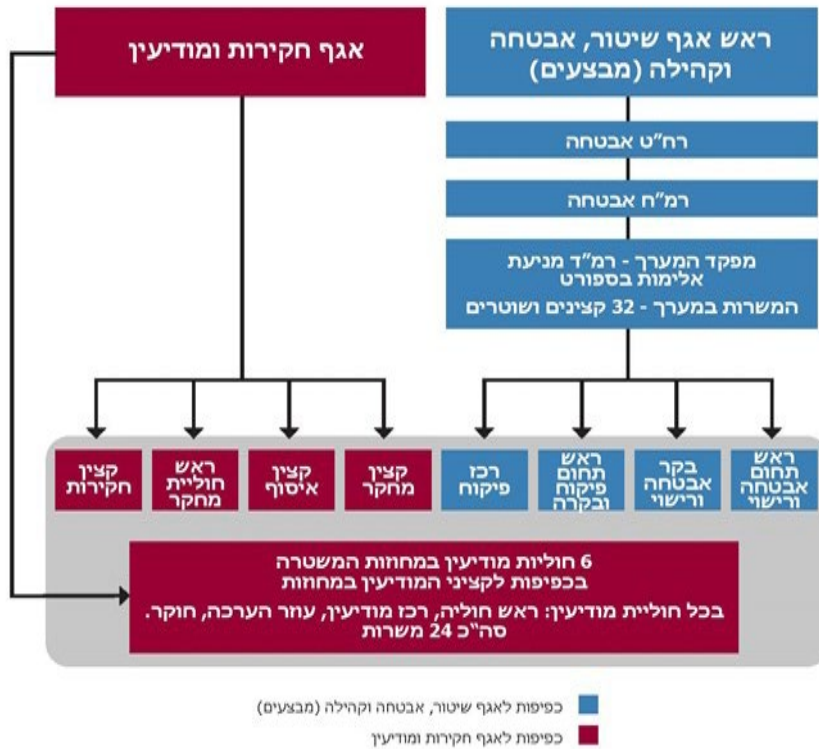 ראש אגף שיטור, אבטחה
וקהילה (מבצעים)
אגף חקירות ומודיעין
רח"ט אבטחה
רמ"ח אבטחה
מפקד המערך - רמ"ד מניעת
אלימות בספורט
המשרות במערך - 32 קצינים ושוטרים
ראש
תחום
אבטחה
ורישוי
בקר
אבטחה
ורישוי
ראש
תחום
פיקוח
ובקרה
רכז
פיקוח
קצין
מחקר
קצין
איסוף
ראש
חוליית
מחקר
קצין
חקירות
6 חוליות מודיעין במחוזות המשטרה
בכפיפות לקציני המודיעין במחוזות
בכל חוליית מודיעין: ראש חוליה, רכז מודיעין, עוזר הערכה, חוקר.
סה"כ 24 משרות
כפיפות לאגף שיטור, אבטחה וקהילה (מבצעים)
כפיפות לאגף חקירות ומודיעין